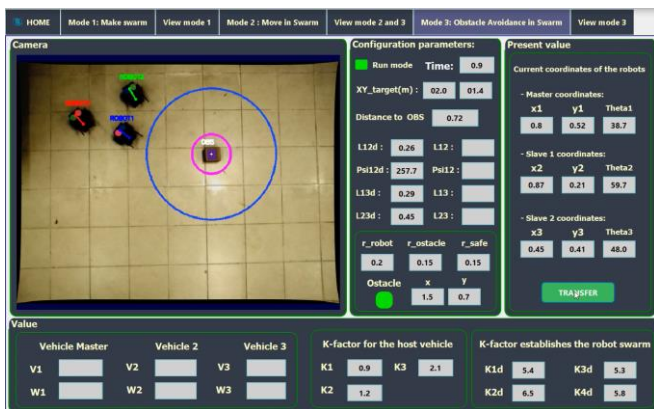 HOME Mode 1: Make swarm View mode 1 Mode 2 : Move in Swarm View mode 2 and 3 Mode 3: Obstacle Avoidance in Swarm View mode 3
Camera
ROBOT1
OBS
Configuration parameters:
Run mode Time: 0.9
XY_target(m) : 02.0 01.4
Distance to OBS 0.72
L12d : 0.26 L12 :
Psi12d : 257.7 Psi12 :
L13d : 0.29 L13 :
L23d : 0.45 L23 :
r_robot r_ostacle r_safe
0.2 0.15 0.15
Ostacle x y
1.5 0.7
Present value
Current coordinates of the robots
- Master coordinates:
x1 y1 Theta1
0.8 0.52 38.7
- Slave 1 coordinates:
x2 y2 Theta2
0.87 0.21 59.7
- Slave 2 coordinates:
x3 y3 Theta3
0.45 0.41 48.0
TRANSFER
Value
Vehicle Master Vehicle 2 Vehicle 3
V1 V2 V3
W1 W2 W3
K-factor for the host vehicle
K1 0.9 K3 2.1
K2 1.2
K-factor establishes the robot swarm
K1d 5.4 K3d 5.3
K2d 6.5 K4d 5.8